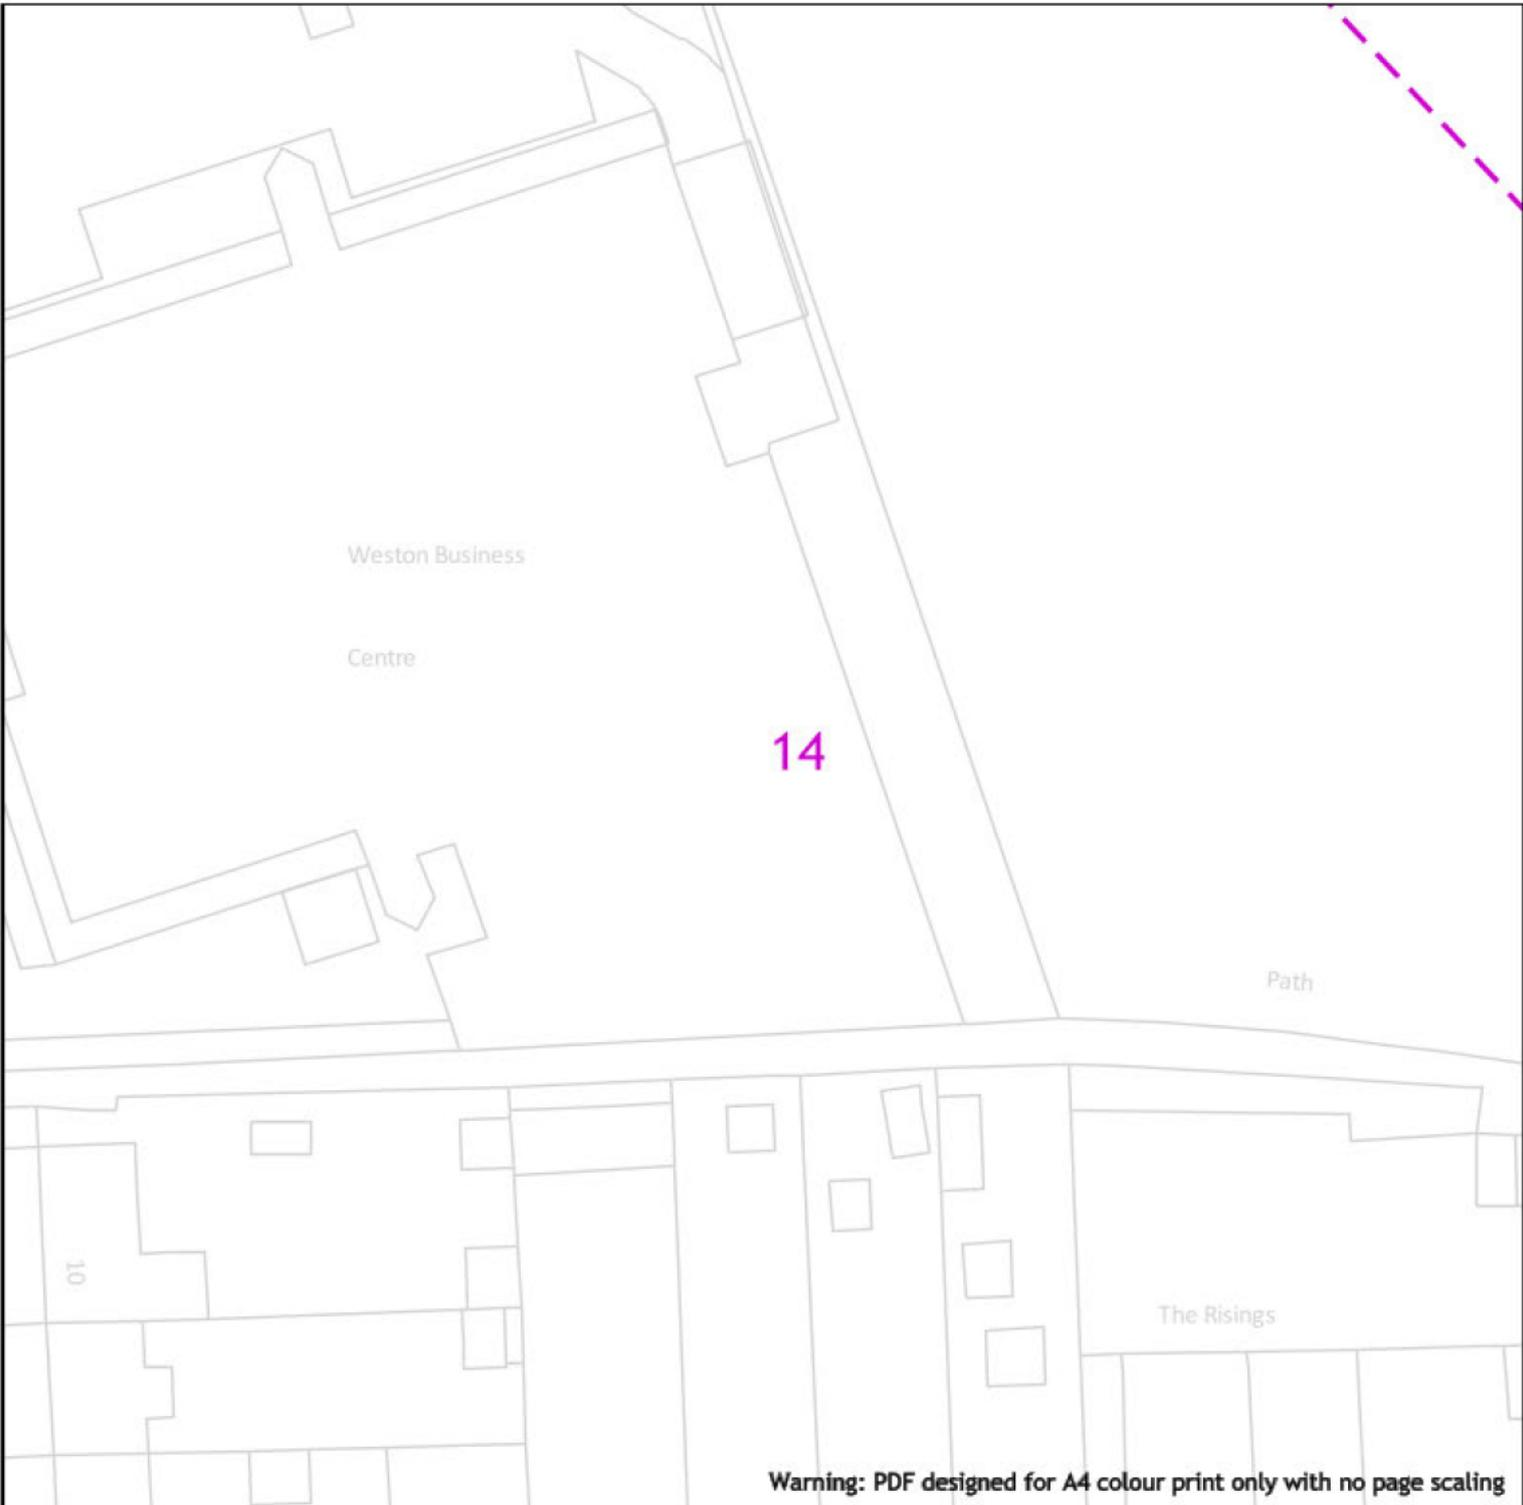 Weston Business
Centre
14
Path
10
The Risings
Warning: PDF designed for A4 colour print only with no page scaling